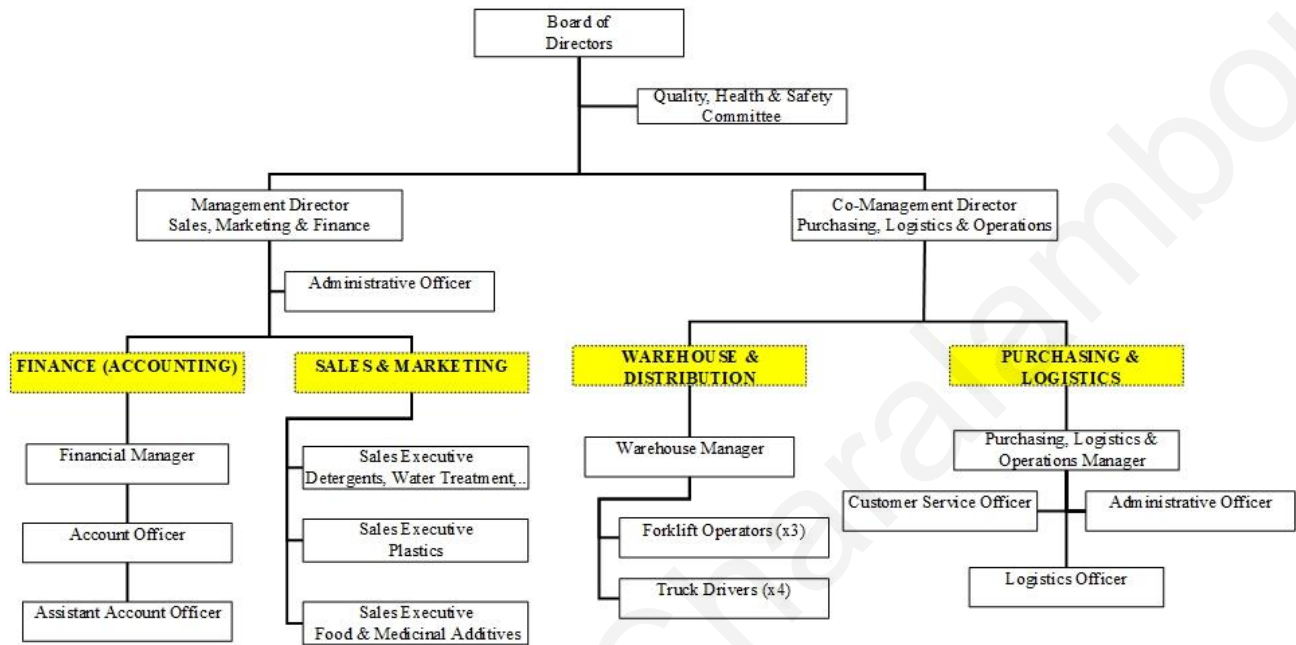 Board of
Directors
Quality, Health & Safety
Committee
Management Director
Sales, Marketing & Finance
Co-Management Director
Purchasing, Logistics & Operations
Administrative Officer
FINANCE (ACCOUNTING)
SALES & MARKETING
WAREHOUSE &
DISTRIBUTION
PURCHASING &
LOGISTICS
Financial Manager
Account Officer
Assistant Account Officer
Sales Executive
Detergents, Water Treatment,..
Sales Executive
Plastics
Sales Executive
Food & Medicinal Additives
Warehouse Manager
Forklift Operators (x3)
Truck Drivers (x4)
Purchasing, Logistics &
Operations Manager
Customer Service Officer
Administrative Officer
Logistics Officer